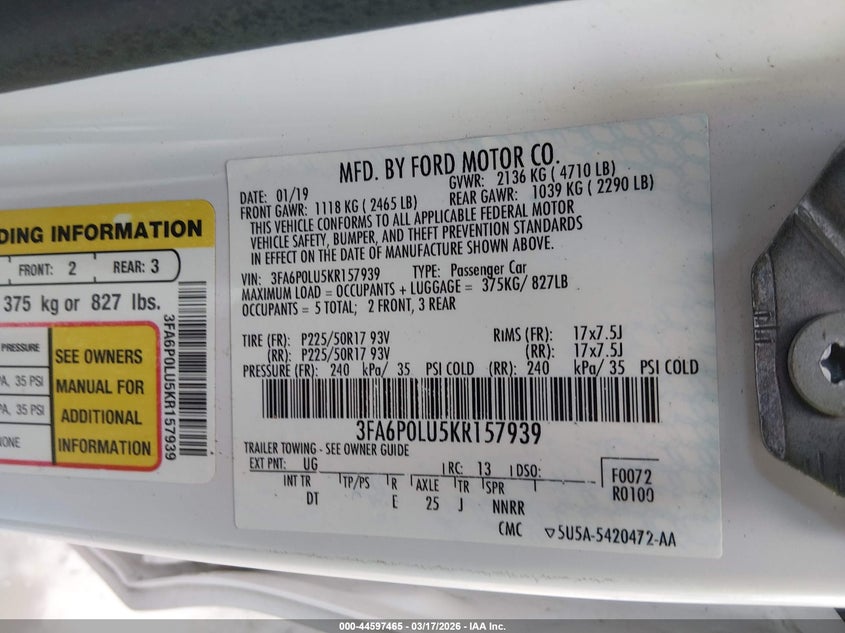 DING INFORMATION
FRONT: 2 REAR: 3
375 kg or 827 lbs.
PRESSURE
PA, 35 PSI
PA, 35 PSI
NONE
SEE OWNERS
MANUAL FOR
ADDITIONAL
INFORMATION
3FA6P0LU5KR157939
MFD. BY FORD MOTOR CO.
DATE: 01/19 GVWR: 2136 KG ( 4710 LB)
FRONT GAWR: 1118 KG ( 2465 LB) REAR GAWR: 1039 KG ( 2290 LB)
THIS VEHICLE CONFORMS TO ALL APPLICABLE FEDERAL MOTOR
VEHICLE SAFETY, BUMPER, AND THEFT PREVENTION STANDARDS
IN EFFECT ON THE DATE OF MANUFACTURE SHOWN ABOVE.
VIN: 3FA6P0LU5KR157939 TYPE: Passenger Car
MAXIMUM LOAD = OCCUPANTS + LUGGAGE = 375KG/ 827LB
OCCUPANTS = 5 TOTAL; 2 FRONT, 3 REAR
TIRE (FR): P225/50R17 93V RIMS (FR): 17x7.5J
(RR): P225/50R17 93V (RR): 17x7.5J
PRESSURE (FR): 240 kPa/ 35 PSI COLD (RR): 240 kPa/ 35 PSI COLD
3FA6P0LU5KR157939
TRAILER TOWING - SEE OWNER GUIDE
EXT PNT: UG RC: 13 DSO:
INT TR TP/PS R AXLE TR SPR
DT E 25 J NNRR
F0072
R0100
CMC 5U5A-5420472-AA
000-44597465 - 03/17/2026 - IAA Inc.